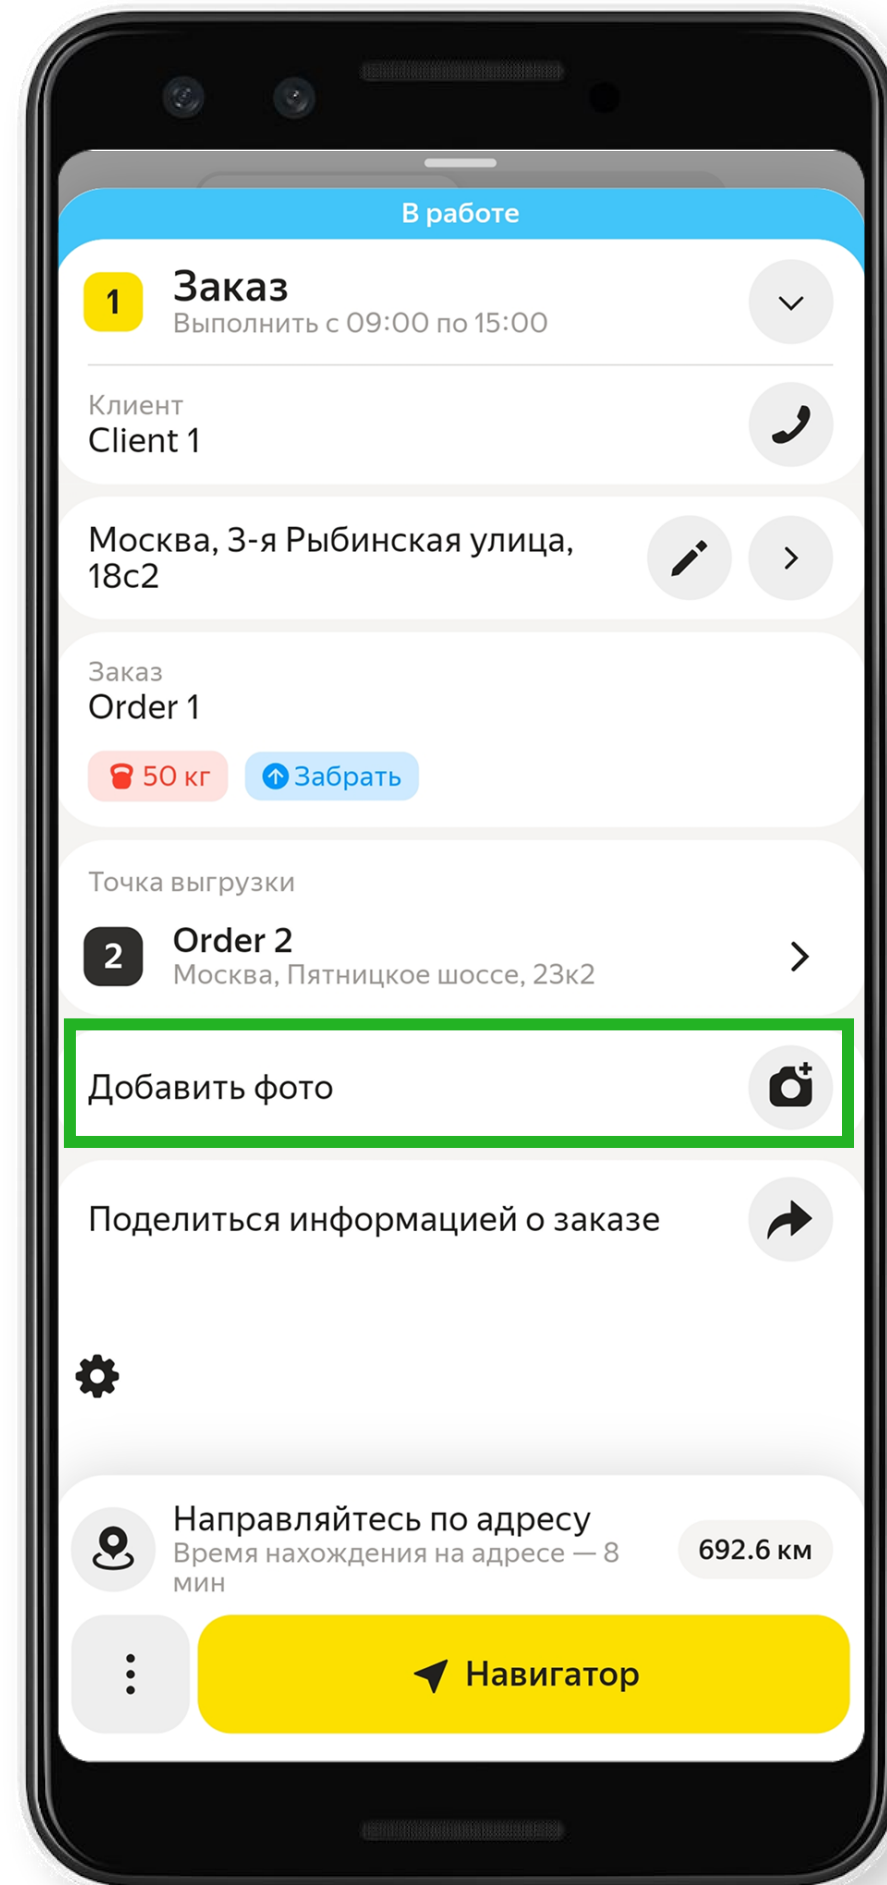 В работе
1
Заказ
Выполнить с 09:00 по 15:00
Клиент
Client 1
Москва, 3-я Рыбинская улица,
18с2
Заказ
Order 1
50 кг
Забрать
Точка выгрузки
2
Order 2
Москва, Пятницкое шоссе, 23к2
Добавить фото
Поделиться информацией о заказе
Направляйтесь по адресу
Время нахождения на адресе — 8
мин
692.6 км
Навигатор